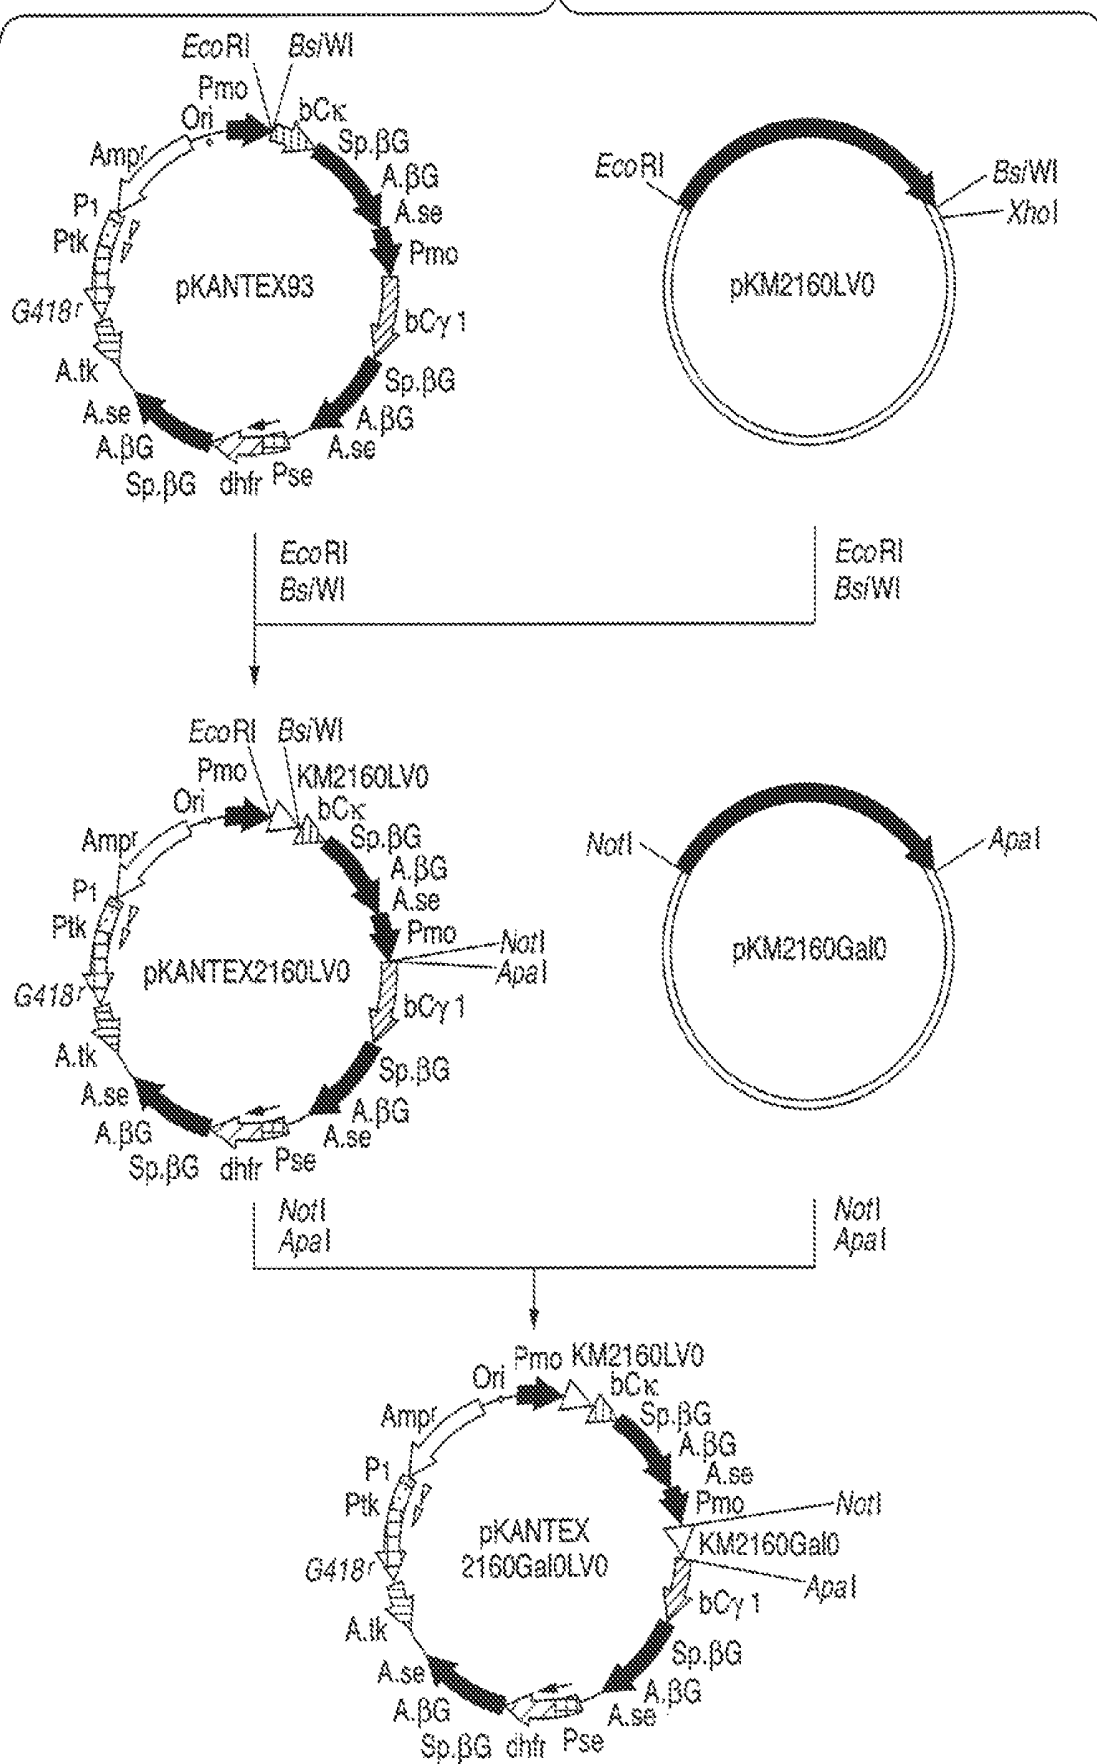 EcoRI BsiWI
Pmo
Ori
bCκ
Ampr
Sp.βG
A.βG
A.se
P1
Ptk
Pmo
pKANTEX93
G418r
bCγ1
A.tk
Sp.βG
A.se
A.βG
A.βG
A.se
Sp.βG dhfr Pse
EcoRI
BsiWI
XhoI
pKM2160LV0
EcoRI
BsiWI
EcoRI
BsiWI
EcoRI BsiWI
Pmo KM2160LV0
Ori
bCκ
Ampr
Sp.βG
A.βG
A.se
P1
Ptk
Pmo
NotI
ApaI
pKANTEX2160LV0
G418r
bCγ1
A.tk
Sp.βG
A.se
A.βG
A.βG
A.se
Sp.βG dhfr Pse
NotI
ApaI
pKM2160Gal0
NotI
ApaI
NotI
ApaI
Pmo KM2160LV0
Ori
bCκ
Ampr
Sp.βG
A.βG
A.se
P1
Ptk
Pmo
NotI
pKANTEX
2160Gal0LV0
KM2160Gal0
G418r
ApaI
bCγ1
A.tk
Sp.βG
A.se
A.βG
A.βG
A.se
Sp.βG dhfr Pse